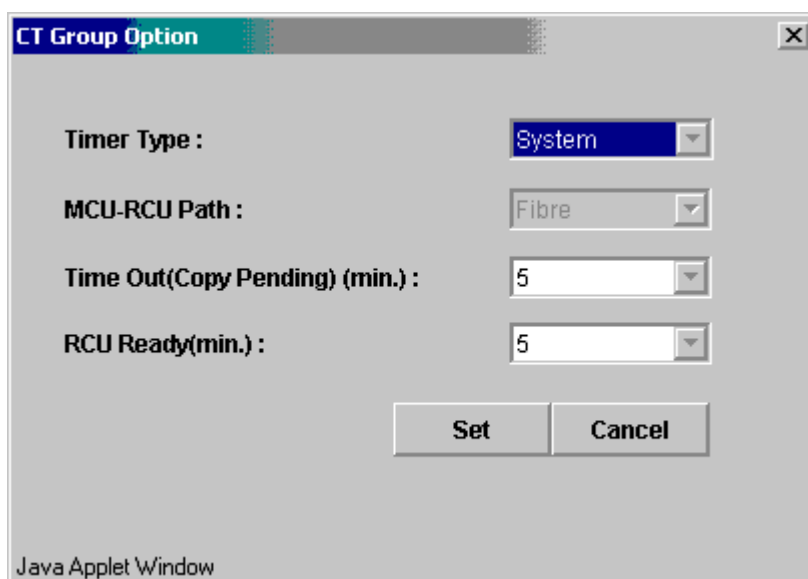 CT Group Option
Timer Type : System
MCU-RCU Path : Fibre
Time Out(Copy Pending) (min.) : 5
RCU Ready(min.) : 5
Set Cancel
Java Applet Window